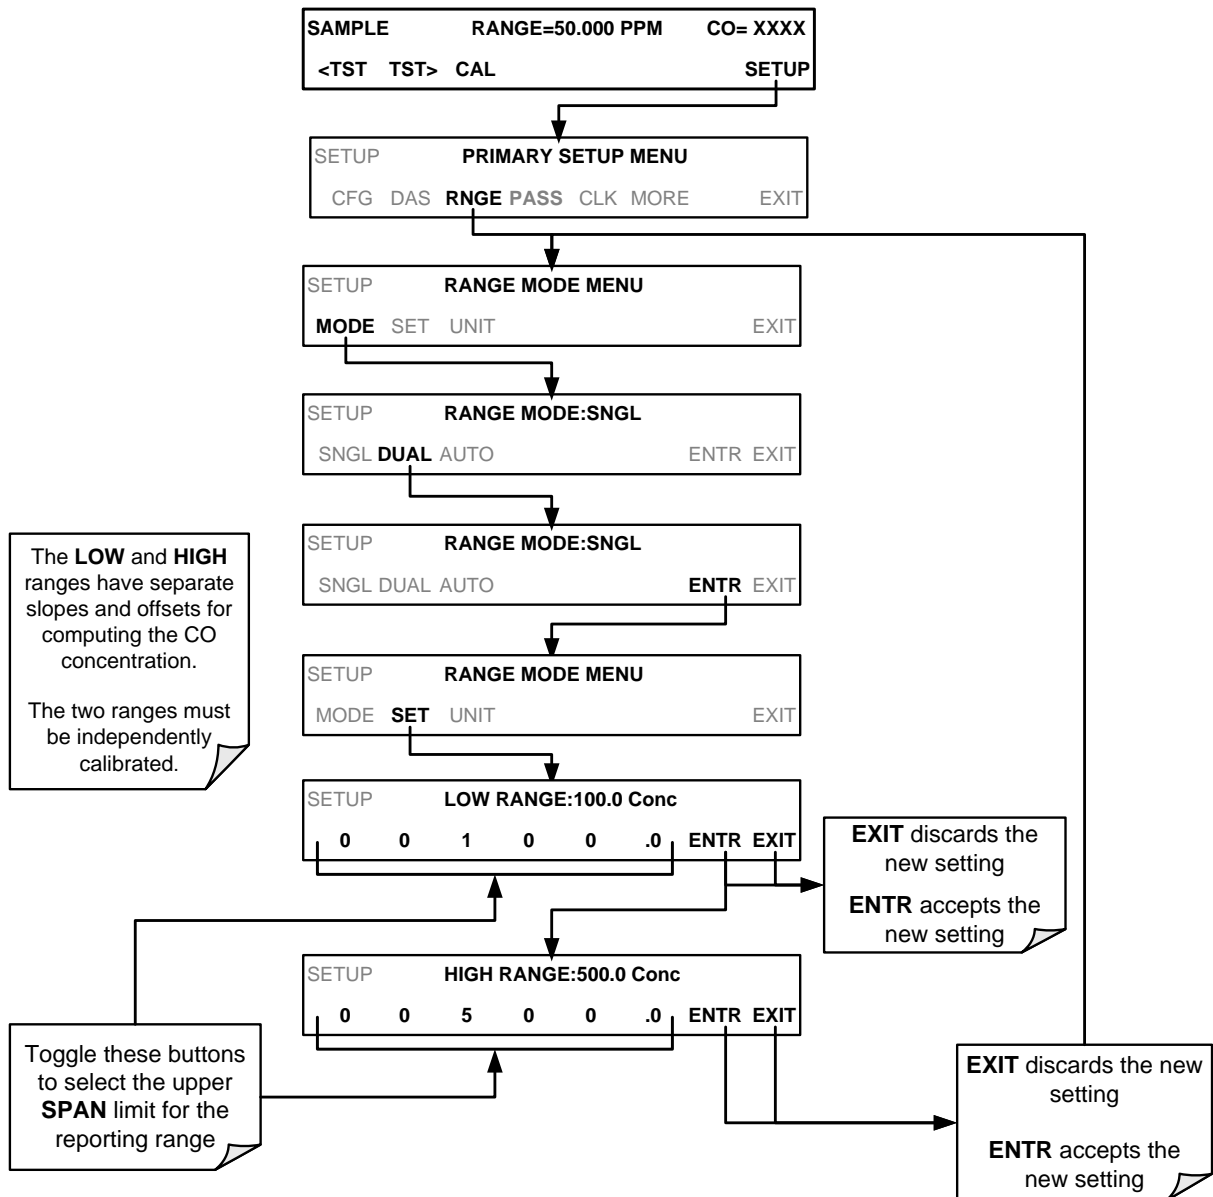 SAMPLE RANGE=50.000 PPM CO= XXXX
<TST TST> CAL SETUP
SETUP PRIMARY SETUP MENU
CFG DAS RNGE PASS CLK MORE EXIT
SETUP RANGE MODE MENU
MODE SET UNIT EXIT
SETUP RANGE MODE:SNGL
SNGL DUAL AUTO ENTR EXIT
SETUP RANGE MODE:SNGL
SNGL DUAL AUTO ENTR EXIT
The LOW and HIGH
ranges have separate
slopes and offsets for
computing the CO
concentration.
The two ranges must
be independently
calibrated.
SETUP RANGE MODE MENU
MODE SET UNIT EXIT
SETUP LOW RANGE:100.0 Conc
0 0 1 0 0 .0 ENTR EXIT
EXIT discards the
new setting
ENTR accepts the
new setting
SETUP HIGH RANGE:500.0 Conc
0 0 5 0 0 .0 ENTR EXIT
Toggle these buttons
to select the upper
SPAN limit for the
reporting range
EXIT discards the new
setting
ENTR accepts the
new setting